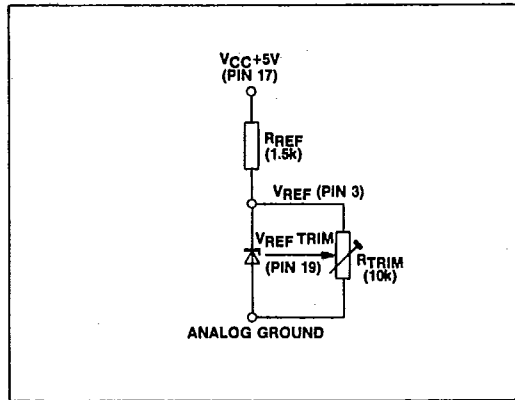 VCC+5V
(PIN 17)
RREF
(1.5k)
VREF (PIN 3)
VREF TRIM
(PIN 19)
RTRIM
(10k)
ANALOG GROUND